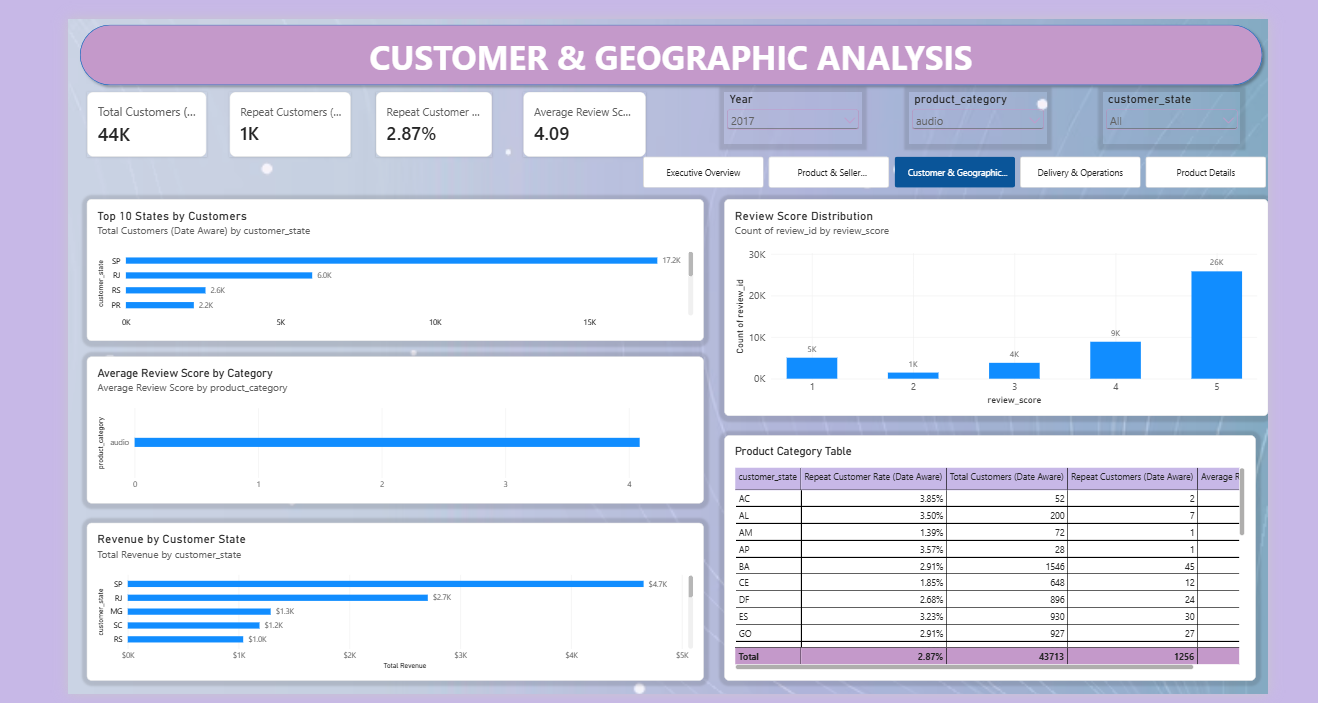 CUSTOMER & GEOGRAPHIC ANALYSIS
Total Customers (...
44K
Repeat Customers (...
1K
Repeat Customer ...
2.87%
Average Review Sc...
4.09
Year
2017
product_category
audio
customer_state
All
Executive Overview
Product & Seller...
Customer & Geographic...
Delivery & Operations
Product Details
Top 10 States by Customers
Total Customers (Date Aware) by customer_state
customer_state
SP 17.2K
RJ 6.0K
RS 2.6K
PR 2.2K
0K 5K 10K 15K
Average Review Score by Category
Average Review Score by product_category
product_category
audio
0 1 2 3 4
Revenue by Customer State
Total Revenue by customer_state
customer_state
SP $4.7K
RJ $2.7K
MG $1.3K
SC $1.2K
RS $1.0K
$0K $1K $2K $3K $4K $5K
Total Revenue
Review Score Distribution
Count of review_id by review_score
Count of review_id
30K
20K
10K
0K
5K 1K 4K 9K 26K
1 2 3 4 5
review_score
Product Category Table
customer_state Repeat Customer Rate (Date Aware) Total Customers (Date Aware) Repeat Customers (Date Aware) Average R
AC 3.85% 52 2
AL 3.50% 200 7
AM 1.39% 72 1
AP 3.57% 28 1
BA 2.91% 1546 45
CE 1.85% 648 12
DF 2.68% 896 24
ES 3.23% 930 30
GO 2.91% 927 27
Total 2.87% 43713 1256